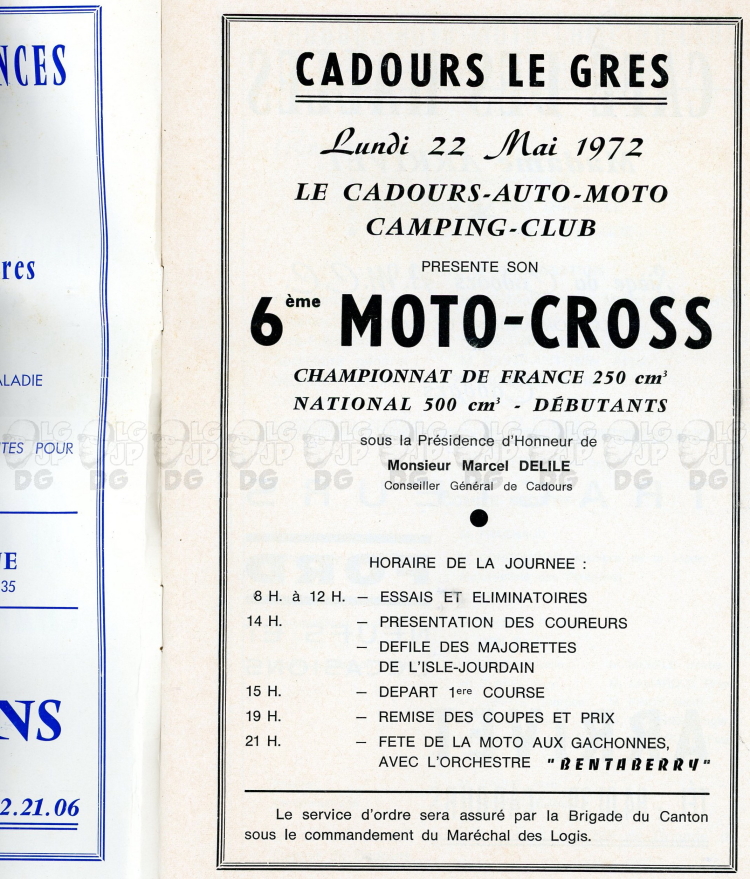 NCES
res
ALADIE
TES POUR
E
35
NS
2.21.06
CADOURS LE GRES
Lundi 22 Mai 1972
LE CADOURS-AUTO-MOTO
CAMPING-CLUB
PRESENTE SON
6ème MOTO-CROSS
CHAMPIONNAT DE FRANCE 250 cm³
NATIONAL 500 cm³ - DÉBUTANTS
sous la Présidence d'Honneur de
Monsieur Marcel DELILE
Conseiller Général de Cadours
HORAIRE DE LA JOURNEE :
8 H. à 12 H. — ESSAIS ET ELIMINATOIRES
14 H. — PRESENTATION DES COUREURS
— DEFILE DES MAJORETTES
DE L'ISLE-JOURDAIN
15 H. — DEPART 1ere COURSE
19 H. — REMISE DES COUPES ET PRIX
21 H. — FETE DE LA MOTO AUX GACHONNES,
AVEC L'ORCHESTRE "BENTABERRY"
Le service d'ordre sera assuré par la Brigade du Canton
sous le commandement du Maréchal des Logis.